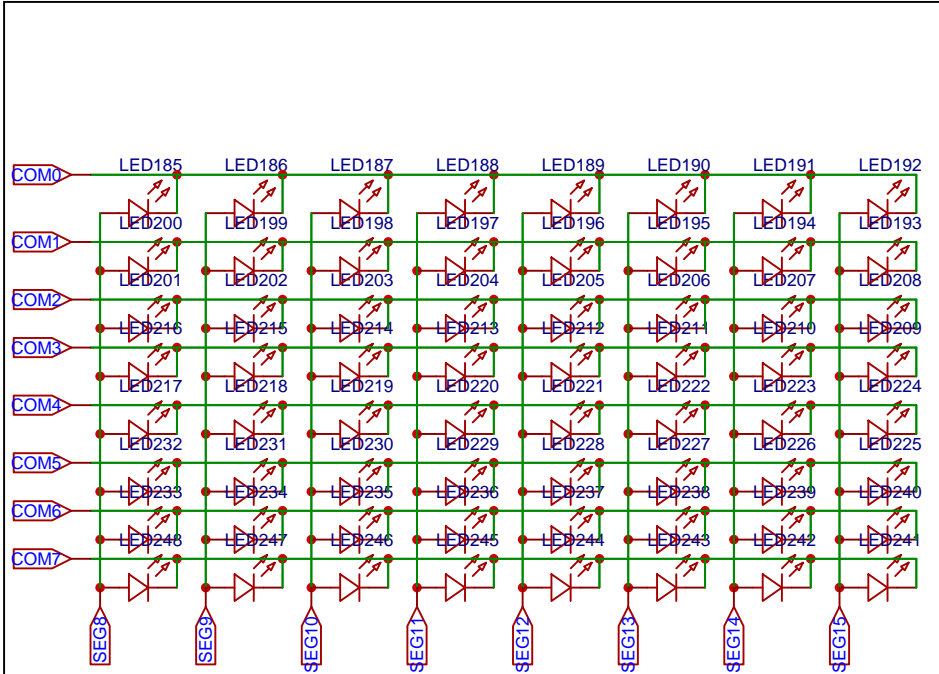 LED185 LED186 LED187 LED188 LED189 LED190 LED191 LED192
COM0
LED200 LED199 LED198 LED197 LED196 LED195 LED194 LED193
COM1
LED201 LED202 LED203 LED204 LED205 LED206 LED207 LED208
COM2
LED216 LED215 LED214 LED213 LED212 LED211 LED210 LED209
COM3
LED217 LED218 LED219 LED220 LED221 LED222 LED223 LED224
COM4
LED232 LED231 LED230 LED229 LED228 LED227 LED226 LED225
COM5
LED233 LED234 LED235 LED236 LED237 LED238 LED239 LED240
COM6
LED248 LED247 LED246 LED245 LED244 LED243 LED242 LED241
COM7
SEG8 SEG9 SEG10 SEG11 SEG12 SEG13 SEG14 SEG15